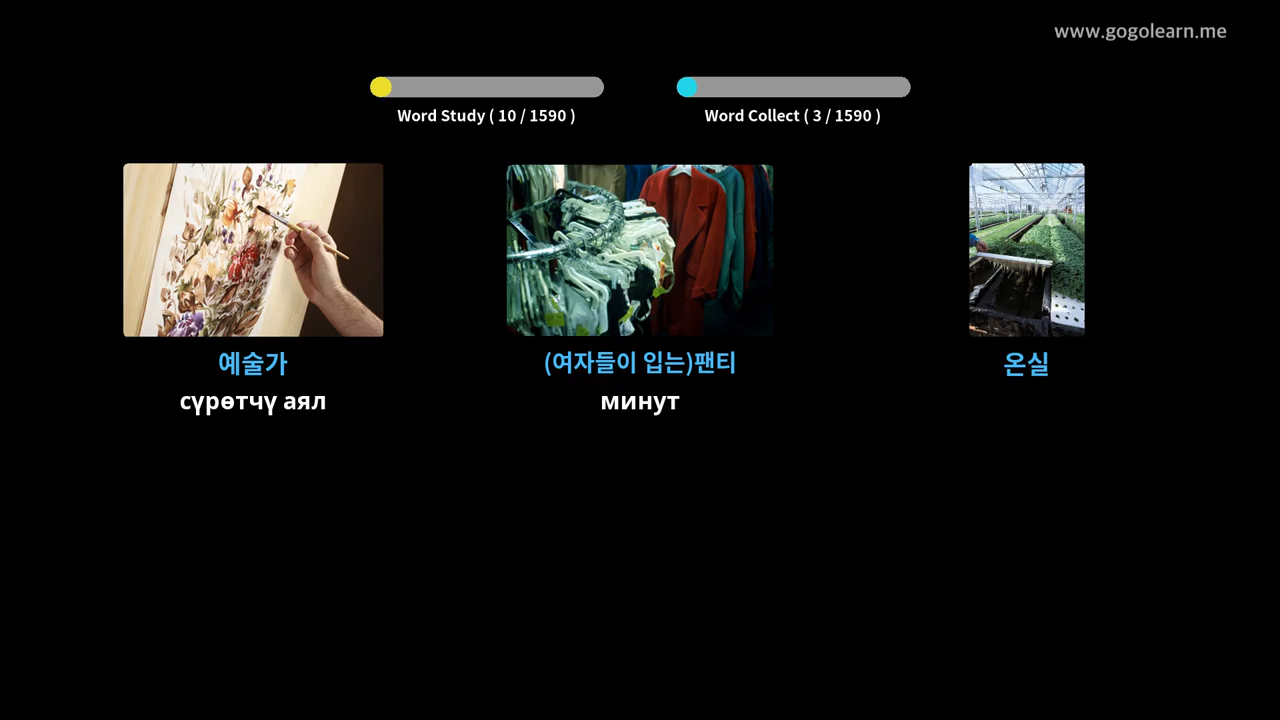 www.gogolearn.me
Word Study ( 10 / 1590 )
Word Collect ( 3 / 1590 )
예술가
(여자들이 입는)팬티
온실
сүрөтчү аял
минут